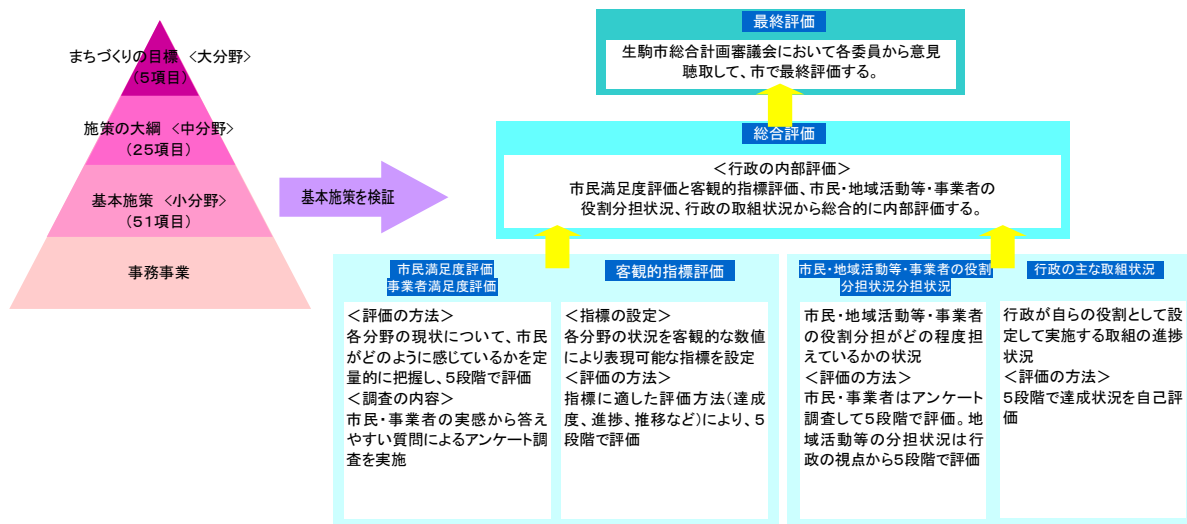 まちづくりの目標 <大分野>
(5項目)
施策の大綱 <中分野>
(25項目)
基本施策 <小分野>
(51項目)
事務事業
基本施策を検証
最終評価
生駒市総合計画審議会において各委員から意見
聴取して、市で最終評価する。
総合評価
<行政の内部評価>
市民満足度評価と客観的指標評価、市民・地域活動等・事業者の
役割分担状況、行政の取組状況から総合的に内部評価する。
市民満足度評価
事業者満足度評価
<評価の方法>
各分野の現状について、市民
がどのように感じているかを定
量的に把握し、5段階で評価
<調査の内容>
市民・事業者の実感から答え
やすい質問によるアンケート調
査を実施
客観的指標評価
<指標の設定>
各分野の状況を客観的な数値
により表現可能な指標を設定
<評価の方法>
指標に適した評価方法(達成
度、進捗、推移など)により、5
段階で評価
市民・地域活動等・事業者の役割
分担状況分担状況
市民・地域活動等・事業者
の役割分担がどの程度担
えているかの状況
<評価の方法>
市民・事業者はアンケート
調査して5段階で評価。地
域活動等の分担状況は行
政の視点から5段階で評価
行政の主な取組状況
行政が自らの役割として設
定して実施する取組の進捗
状況
<評価の方法>
5段階で達成状況を自己評
価